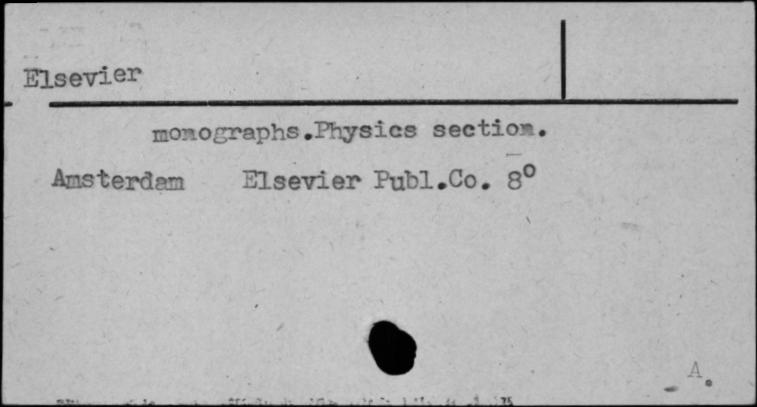 Elsevier
monographs.Physics section.
Amsterdam Elsevier Publ.Co. 8°
A.